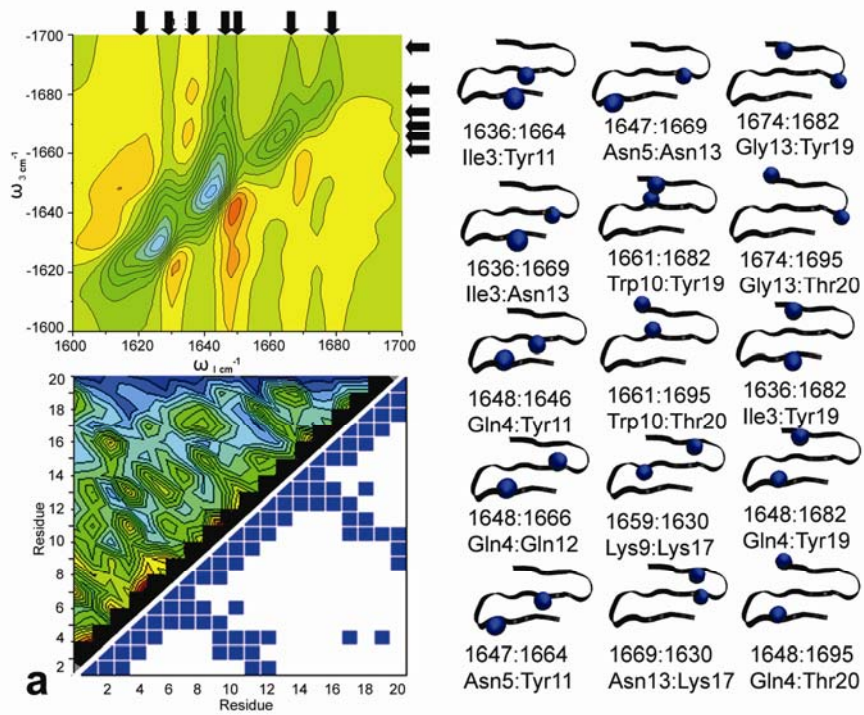 -1700
-1680
-1660
-1640
-1620
-1600
ω 3 cm⁻¹
1600 1620 1640 1660 1680 1700
ω 1 cm⁻¹
20
18
16
14
12
10
8
6
4
2
Residue
2 4 6 8 10 12 14 16 18 20
Residue
a
1636:1664
Ile3:Tyr11
1647:1669
Asn5:Asn13
1674:1682
Gly13:Tyr19
1636:1669
Ile3:Asn13
1661:1682
Trp10:Tyr19
1674:1695
Gly13:Thr20
1648:1646
Gln4:Tyr11
1661:1695
Trp10:Thr20
1636:1682
Ile3:Tyr19
1648:1666
Gln4:Gln12
1659:1630
Lys9:Lys17
1648:1682
Gln4:Tyr19
1647:1664
Asn5:Tyr11
1669:1630
Asn13:Lys17
1648:1695
Gln4:Thr20